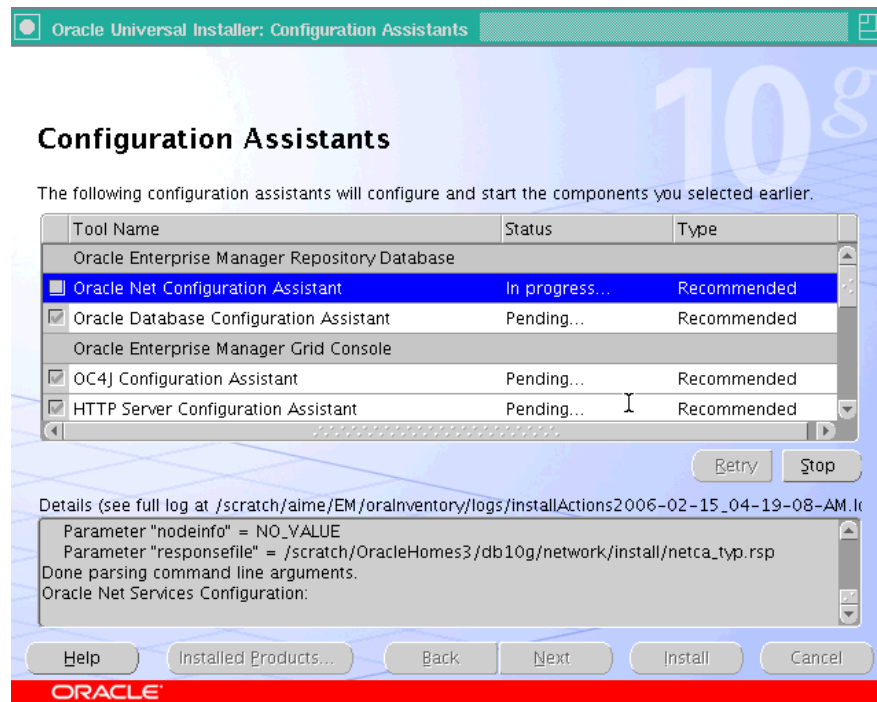 Oracle Universal Installer: Configuration Assistants
10g
Configuration Assistants
The following configuration assistants will configure and start the components you selected earlier.
Tool Name Status Type
Oracle Enterprise Manager Repository Database
Oracle Net Configuration Assistant In progress... Recommended
Oracle Database Configuration Assistant Pending... Recommended
Oracle Enterprise Manager Grid Console
OC4J Configuration Assistant Pending... Recommended
HTTP Server Configuration Assistant Pending... Recommended
Retry Stop
Details (see full log at /scratch/aime/EM/oraInventory/logs/installActions2006-02-15_04-19-08-AM.lo
Parameter "nodeinfo" = NO_VALUE
Parameter "responsefile" = /scratch/OracleHomes3/db10g/network/install/netca_typ.rsp
Done parsing command line arguments.
Oracle Net Services Configuration:
Help Installed Products... Back Next Install Cancel
ORACLE